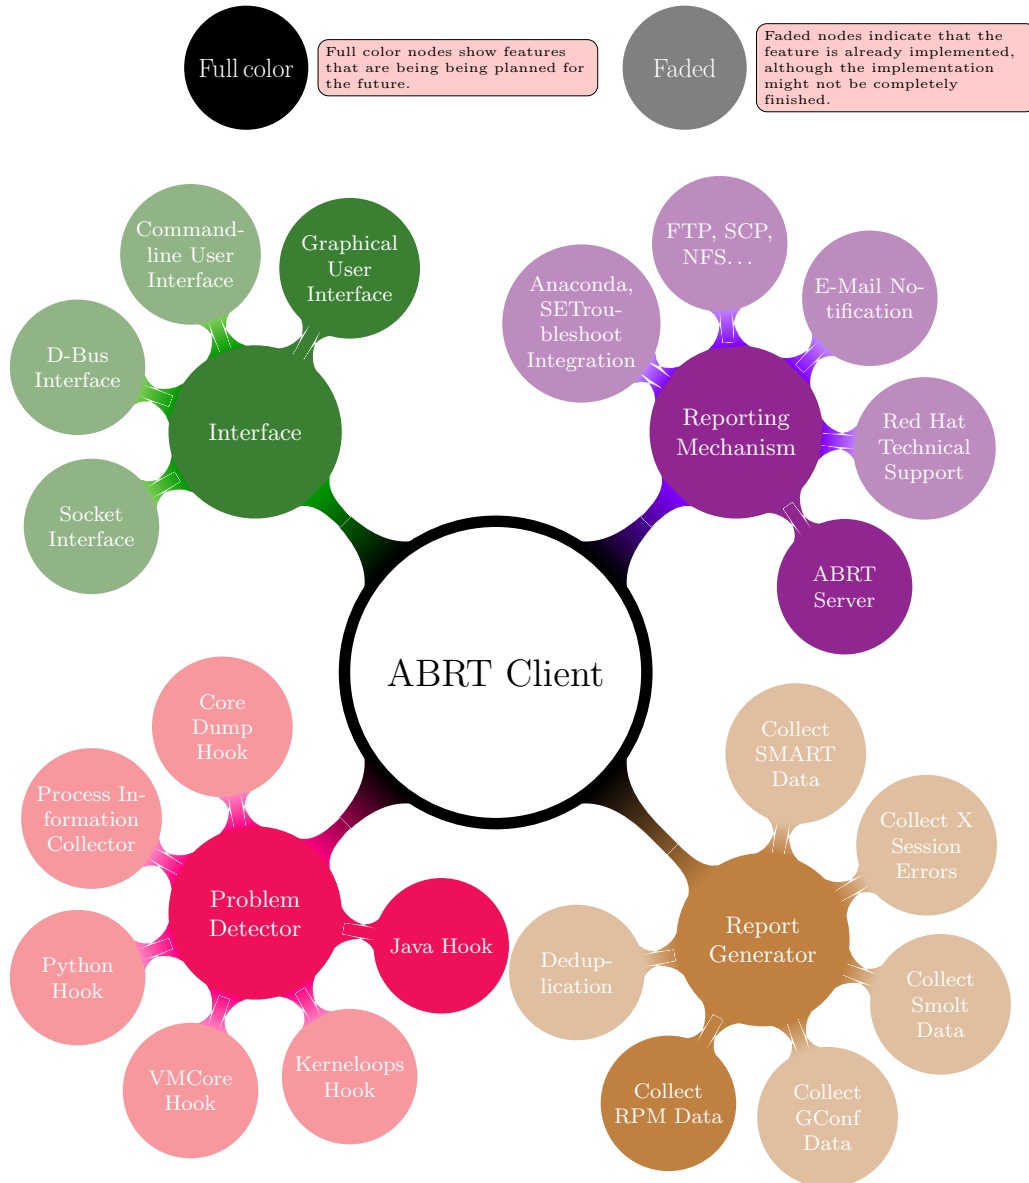 Full color
Full color nodes show features
that are being being planned for
the future.
Faded
Faded nodes indicate that the
feature is already implemented,
although the implementation
might not be completely
finished.
Command-
line User
Interface
Graphical
User
Interface
D-Bus
Interface
Interface
Socket
Interface
FTP, SCP,
NFS...
Anaconda,
SETrou-
bleshoot
Integration
E-Mail No-
tification
Reporting
Mechanism
Red Hat
Technical
Support
ABRT
Server
ABRT Client
Core
Dump
Hook
Process In-
formation
Collector
Problem
Detector
Java Hook
Python
Hook
VMCore
Hook
Kerneloops
Hook
Collect
SMART
Data
Collect X
Session
Errors
Report
Generator
Dedup-
lication
Collect
Smolt
Data
Collect
RPM Data
Collect
GConf
Data